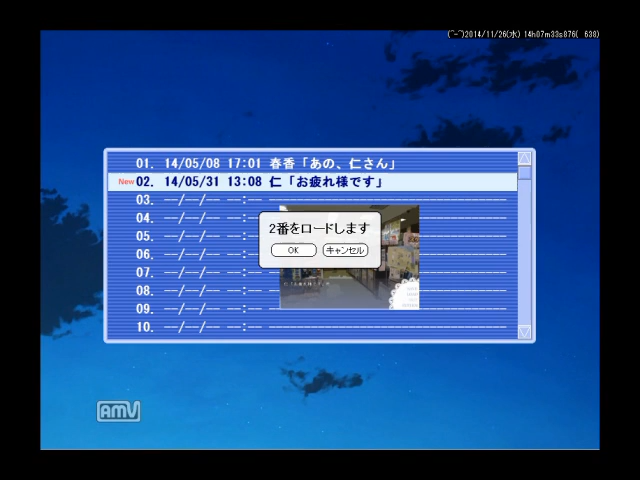 (^-^)2014/11/26(水) 14h07m33s876( 630)
01. 14/05/08 17:01 春香「あの、仁さん」
New 02. 14/05/31 13:08 仁「お疲れ様です」
03. --/--/-- --:--
04. --/--/-- --:--
05. --/--/-- --:--
06. --/--/-- --:--
07. --/--/-- --:--
08. --/--/-- --:--
09. --/--/-- --:--
10. --/--/-- --:--
2番をロードします
OK キャンセル
AMV